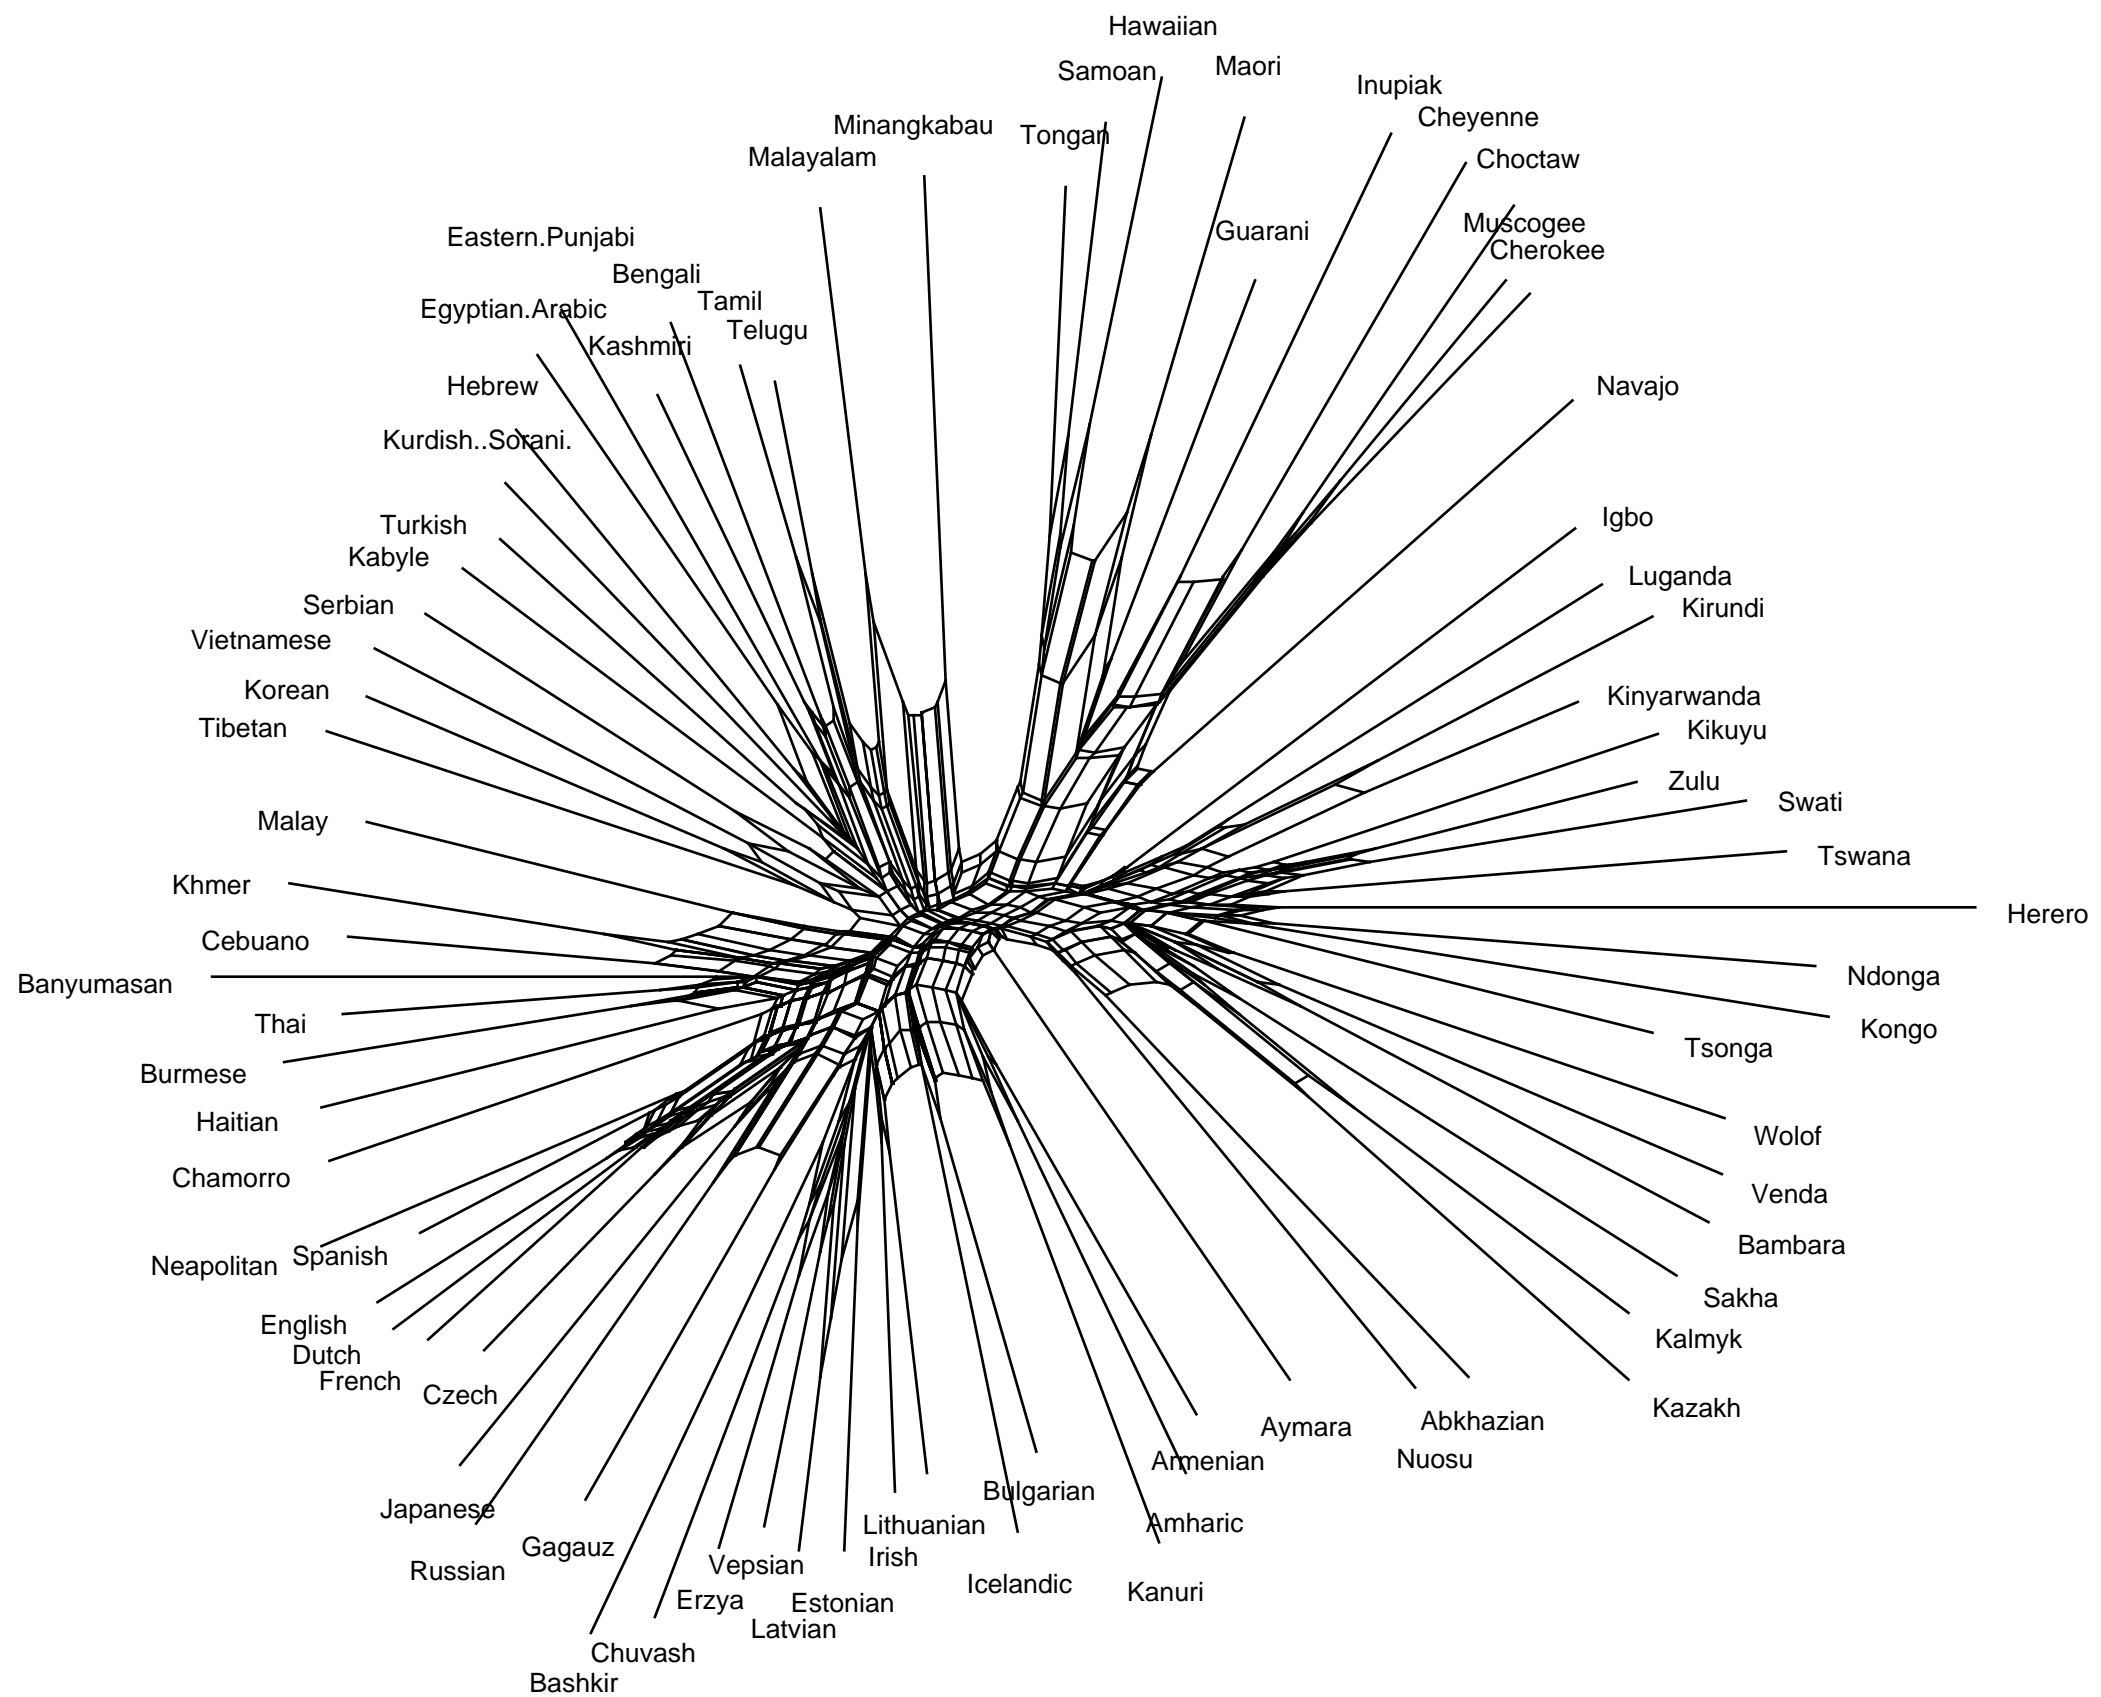 Hawaiian
Samoan
Maori
Inupiak
Cheyenne
Minangkabau
Tongan
Malayalam
Choctaw
Muscogee
Guarani
Eastern.Punjabi
Cherokee
Bengali
Tamil
Egyptian.Arabic
Telugu
Kashmiri
Hebrew
Navajo
Kurdish..Sorani.
Igbo
Turkish
Kabyle
Luganda
Serbian
Kirundi
Vietnamese
Korean
Kinyarwanda
Tibetan
Kikuyu
Zulu
Swati
Malay
Tswana
Khmer
Herero
Cebuano
Ndonga
Banyumasan
Thai
Kongo
Tsonga
Burmese
Haitian
Wolof
Chamorro
Venda
Bambara
Spanish
Neapolitan
Sakha
English
Kalmyk
Dutch
French
Czech
Kazakh
Abkhazian
Aymara
Nuosu
Armenian
Bulgarian
Japanese
Lithuanian
Amharic
Gagauz
Irish
Vepsian
Russian
Icelandic
Kanuri
Erzya
Estonian
Latvian
Chuvash
Bashkir